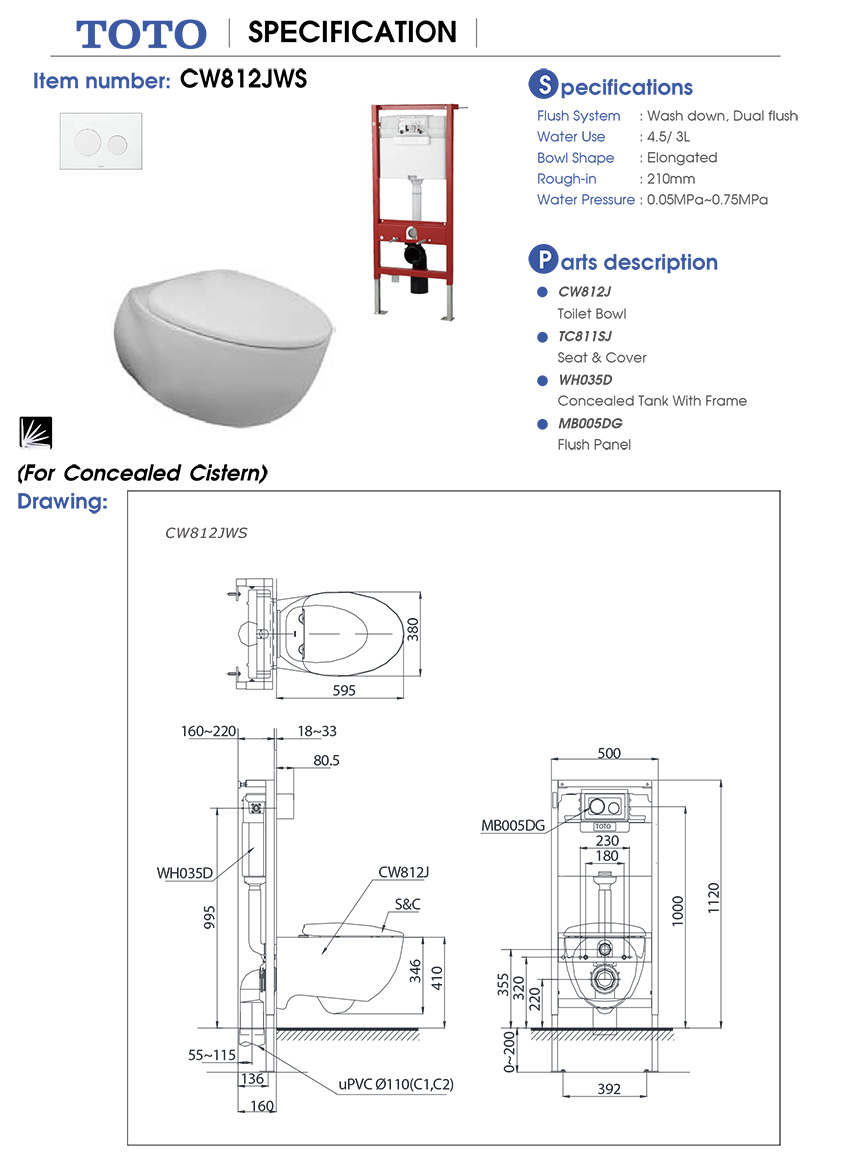 TOTO SPECIFICATION
Item number: CW812JWS
Specifications
Flush System : Wash down, Dual flush
Water Use : 4.5/ 3L
Bowl Shape : Elongated
Rough-in : 210mm
Water Pressure : 0.05MPa~0.75MPa
Parts description
CW812J
Toilet Bowl
TC811SJ
Seat & Cover
WH035D
Concealed Tank With Frame
MB005DG
Flush Panel
(For Concealed Cistern)
Drawing:
CW812JWS
380
595
160~220
18~33
80.5
WH035D
995
CW812J
S&C
346
410
55~115
136
160
uPVC Ø110(C1,C2)
500
MB005DG
TOTO
230
180
1000
1120
355
320
220
0~200
392